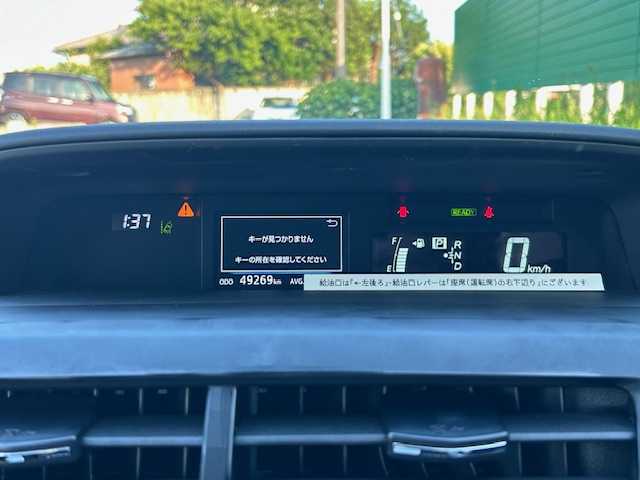 1:37
キーが見つかりません
キーの所在を確認してください
ODO 49269km AVG.
READY
F
E
P
R
N
D
0 km/h
給油口は「←左後ろ」・給油口レバーは「座席(運転席)の右下辺り」にございます